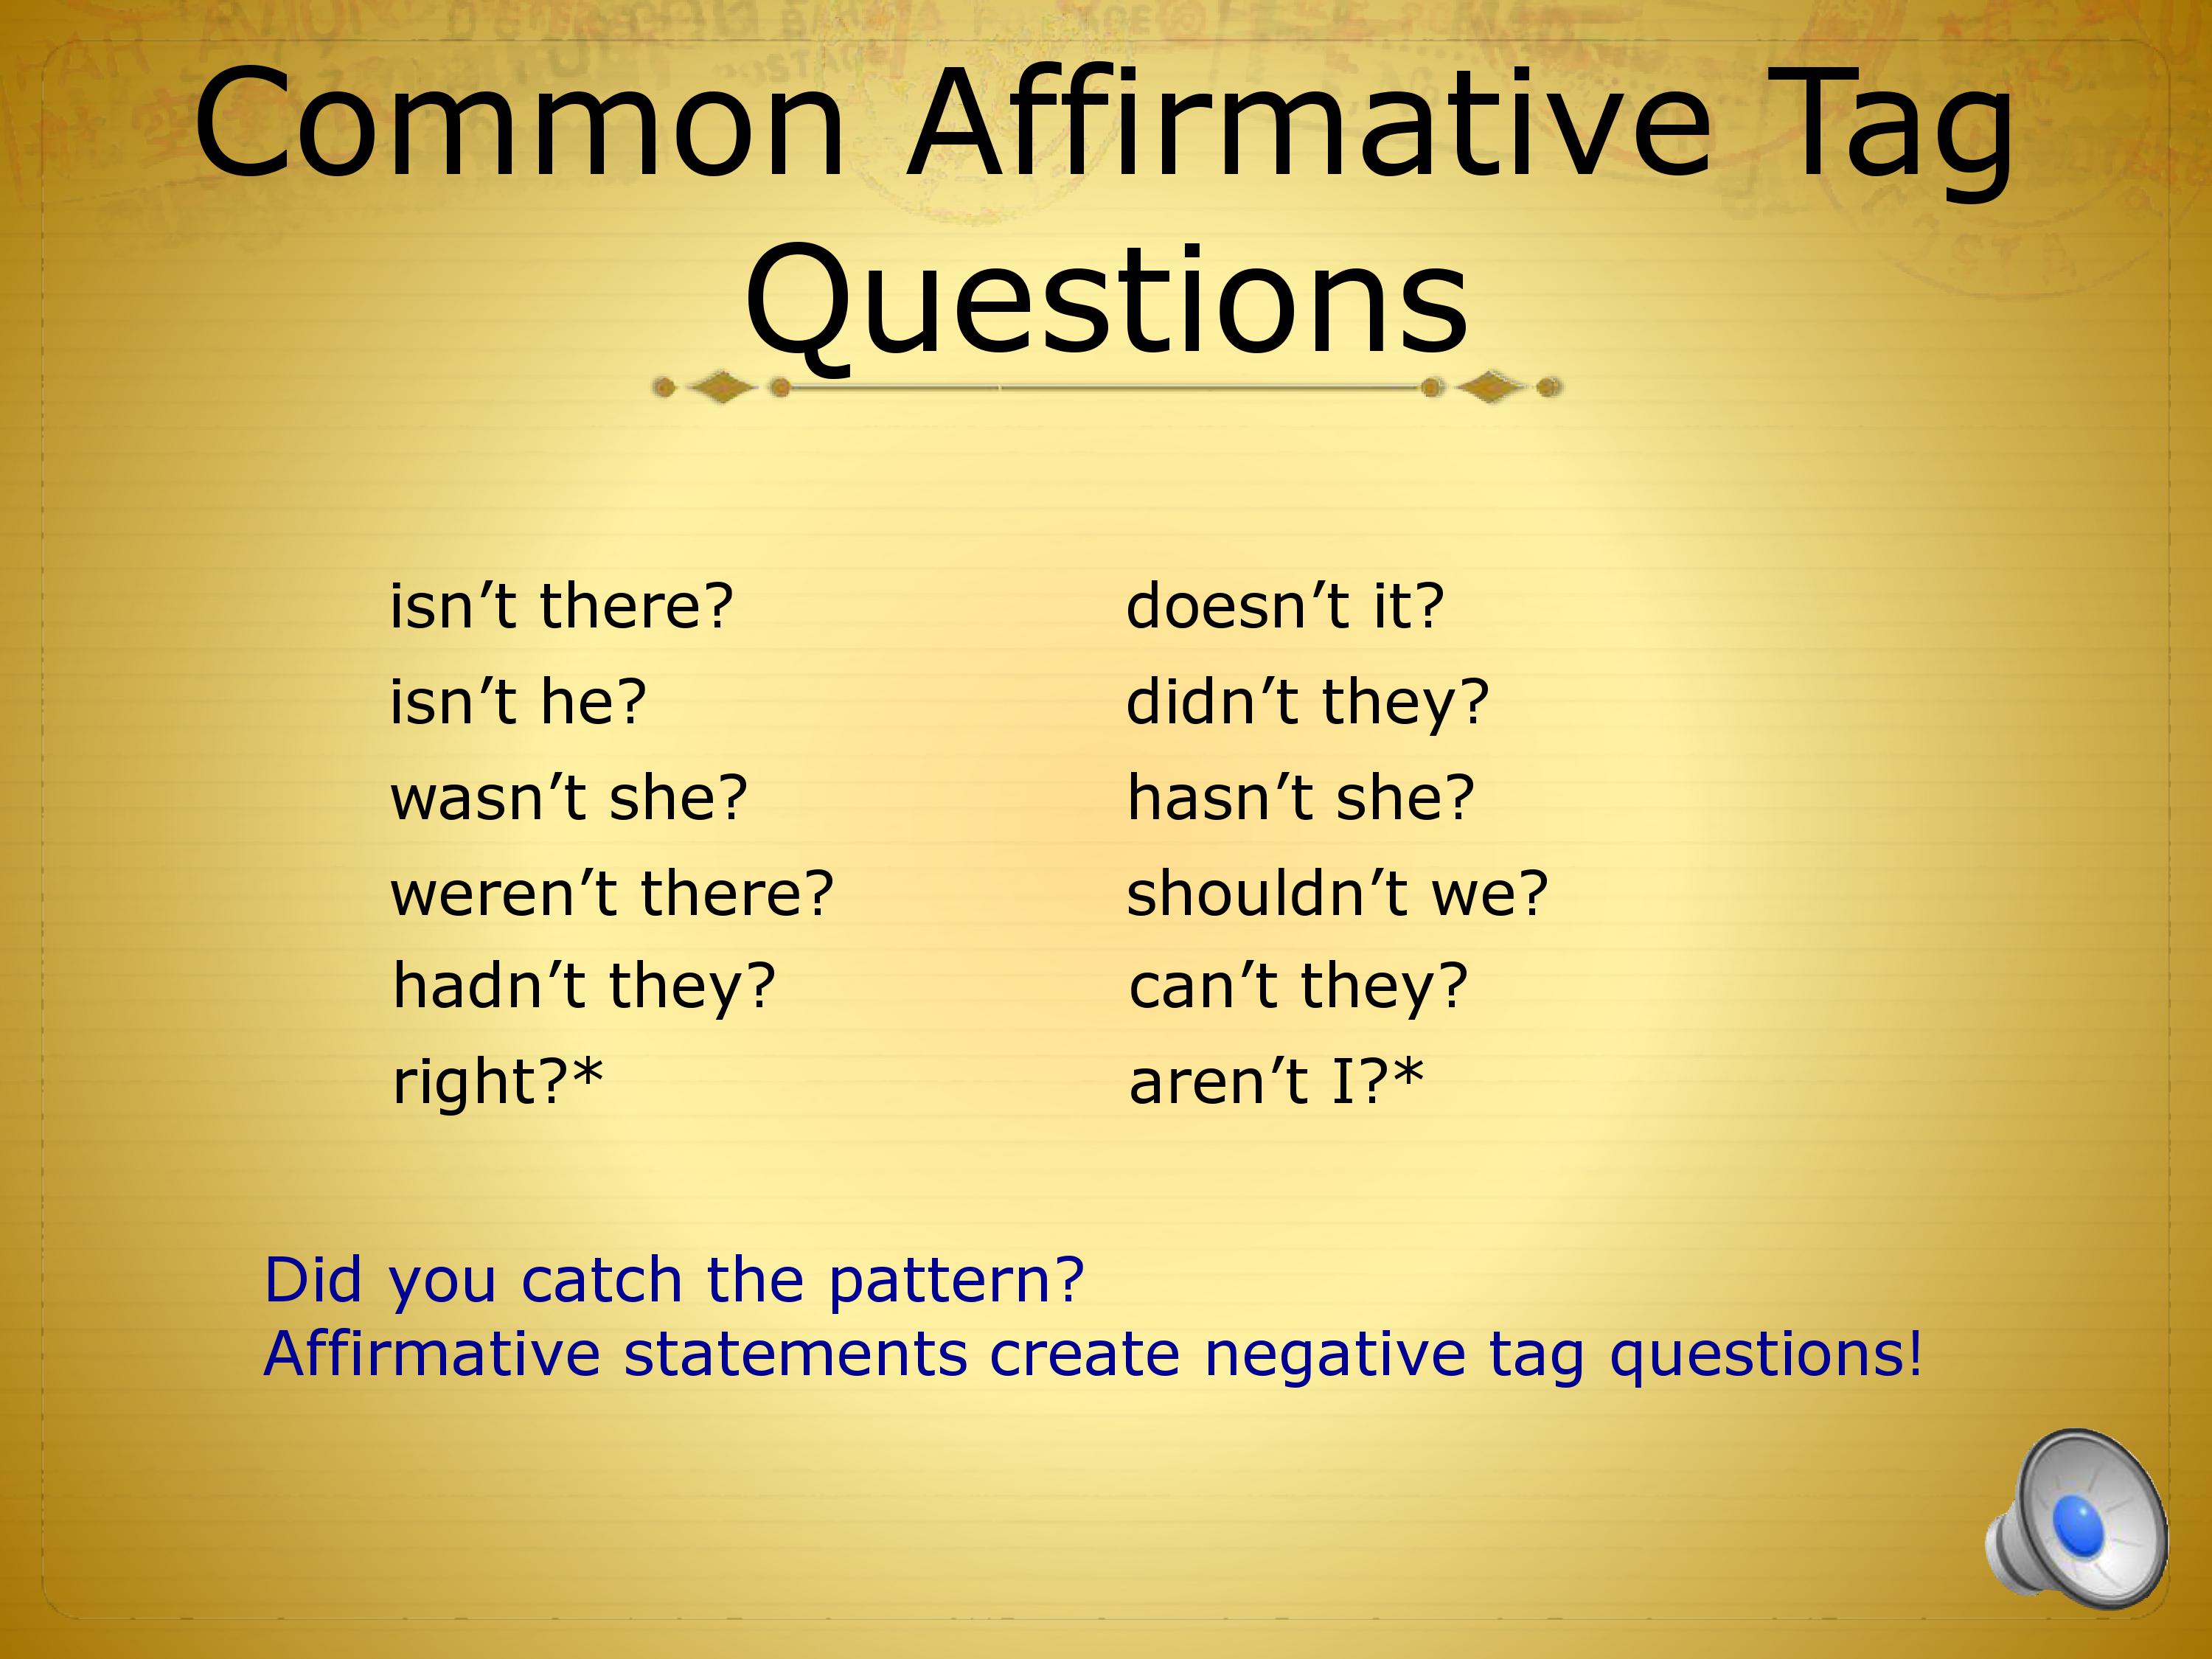 Common Affirmative Tag
Questions
isn’t there?
isn’t he?
wasn’t she?
weren’t there?
hadn’t they?
right?*
doesn’t it?
didn’t they?
hasn’t she?
shouldn’t we?
can’t they?
aren’t I?*
Did you catch the pattern?
Affirmative statements create negative tag questions!